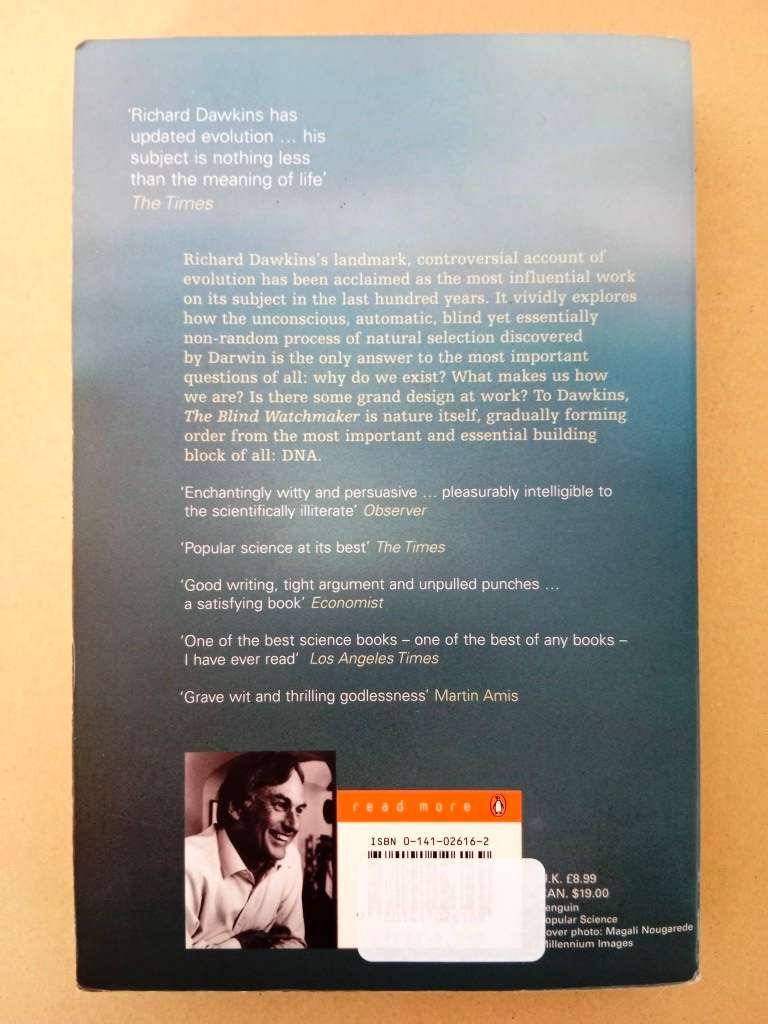 'Richard Dawkins has
updated evolution … his
subject is nothing less
than the meaning of life'
The Times
Richard Dawkins's landmark, controversial account of
evolution has been acclaimed as the most influential work
on its subject in the last hundred years. It vividly explores
how the unconscious, automatic, blind yet essentially
non-random process of natural selection discovered
by Darwin is the only answer to the most important
questions of all: why do we exist? What makes us how
we are? Is there some grand design at work? To Dawkins,
The Blind Watchmaker is nature itself, gradually forming
order from the most important and essential building
block of all: DNA.
'Enchantingly witty and persuasive … pleasurably intelligible to
the scientifically illiterate' Observer
'Popular science at its best' The Times
'Good writing, tight argument and unpulled punches …
a satisfying book' Economist
'One of the best science books – one of the best of any books –
I have ever read' Los Angeles Times
'Grave wit and thrilling godlessness' Martin Amis
read more
ISBN 0-141-02616-2
.K. £8.99
AN. $19.00
enguin
opular Science
over photo: Magali Nougarede
Millennium Images